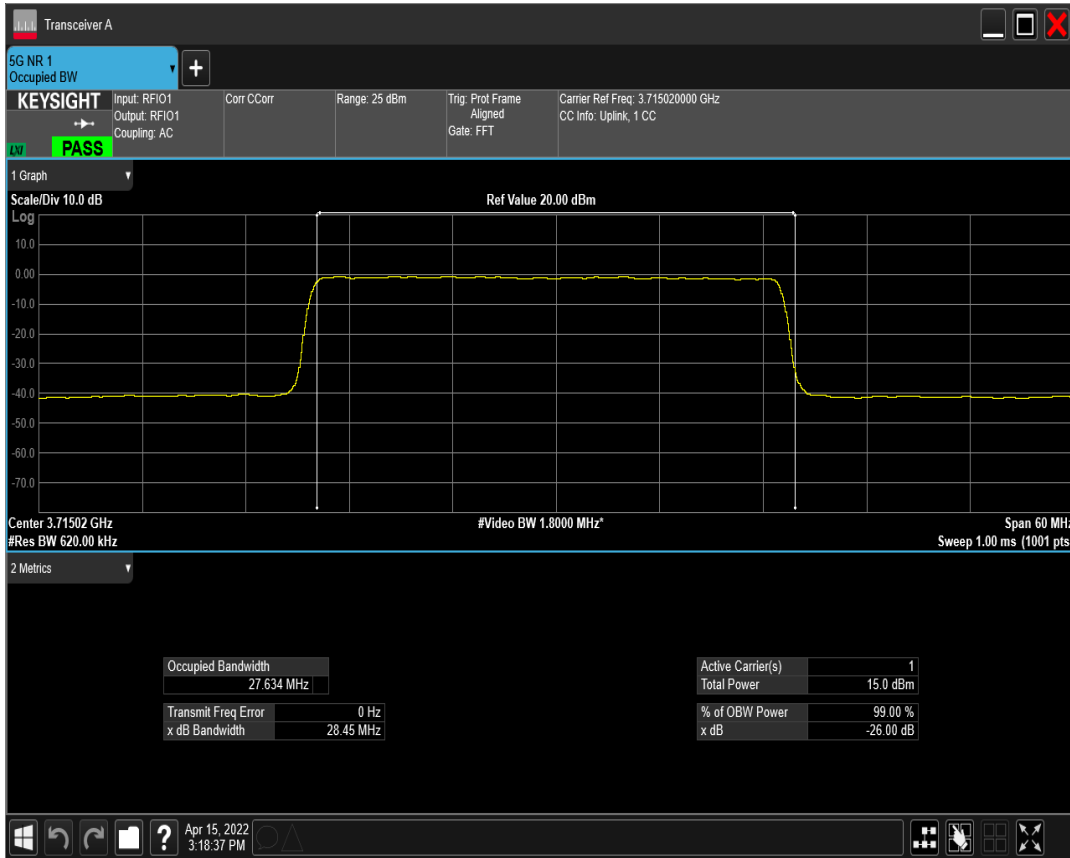 Transceiver A
5G NR 1
Occupied BW
+
KEYSIGHT
LXI
PASS
Input: RFIO1
Output: RFIO1
Coupling: AC
Corr CCorr
Range: 25 dBm
Trig: Prot Frame
Aligned
Gate: FFT
Carrier Ref Freq: 3.715020000 GHz
CC Info: Uplink, 1 CC
1 Graph
Scale/Div 10.0 dB
Ref Value 20.00 dBm
Log
10.0
0.00
-10.0
-20.0
-30.0
-40.0
-50.0
-60.0
-70.0
Center 3.71502 GHz
#Video BW 1.8000 MHz*
Span 60 MHz
#Res BW 620.00 kHz
Sweep 1.00 ms (1001 pts
2 Metrics
Occupied Bandwidth
27.634 MHz
Transmit Freq Error 0 Hz
x dB Bandwidth 28.45 MHz
Active Carrier(s) 1
Total Power 15.0 dBm
% of OBW Power 99.00 %
x dB -26.00 dB
?
Apr 15, 2022
3:18:37 PM